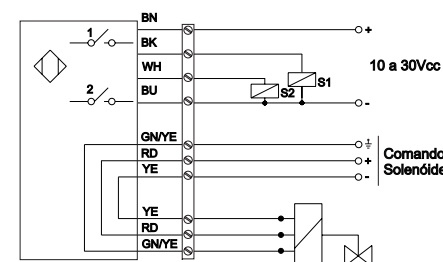 BN
+
1
BK
10 a 30Vcc
WH
S1
S2
2
BU
-
GN/YE
RD
+
Comando
YE
-
Solenóide
YE
RD
GN/YE